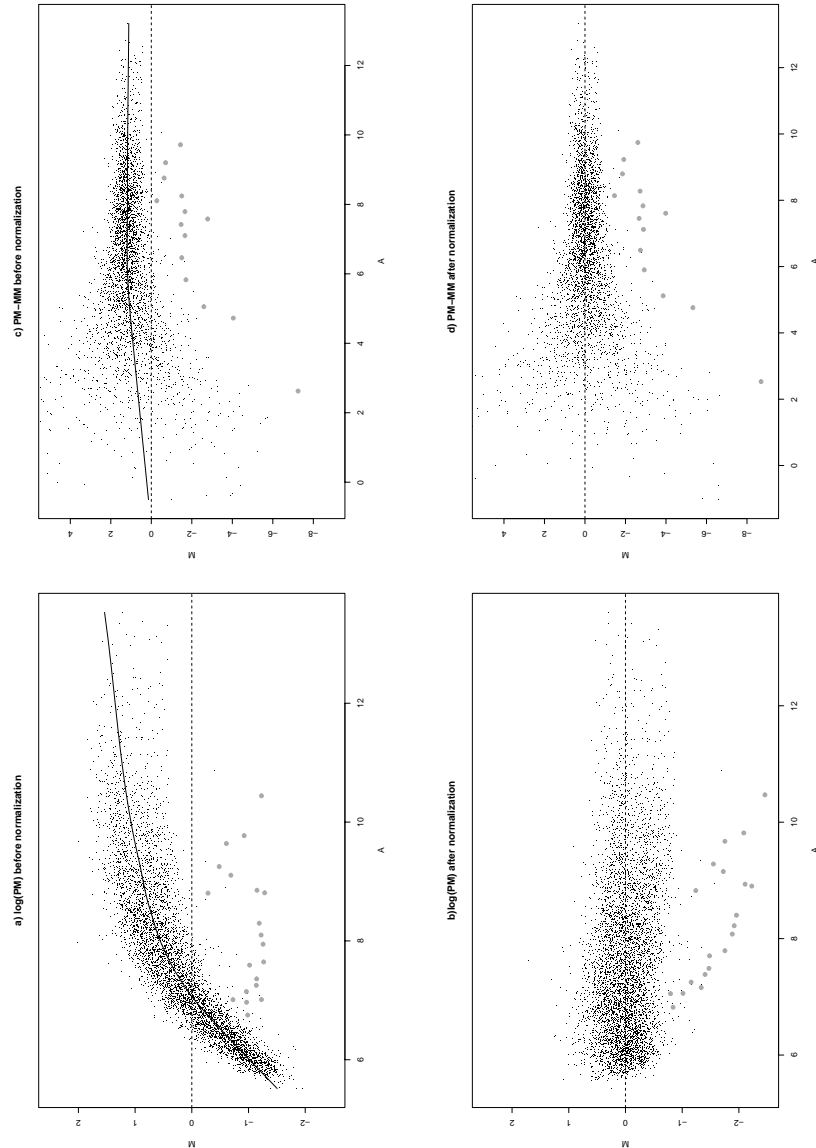 a) log(PM) before normalization
M
2
1
0
−1
−2
6 8 10 12
A
c) PM−MM before normalization
M
4
2
0
−2
−4
−6
−8
0 2 4 6 8 10 12
A
b)log(PM) after normalization
M
2
1
0
−1
−2
6 8 10 12
A
d) PM−MM after normalization
M
4
2
0
−2
−4
−6
−8
0 2 4 6 8 10 12
A